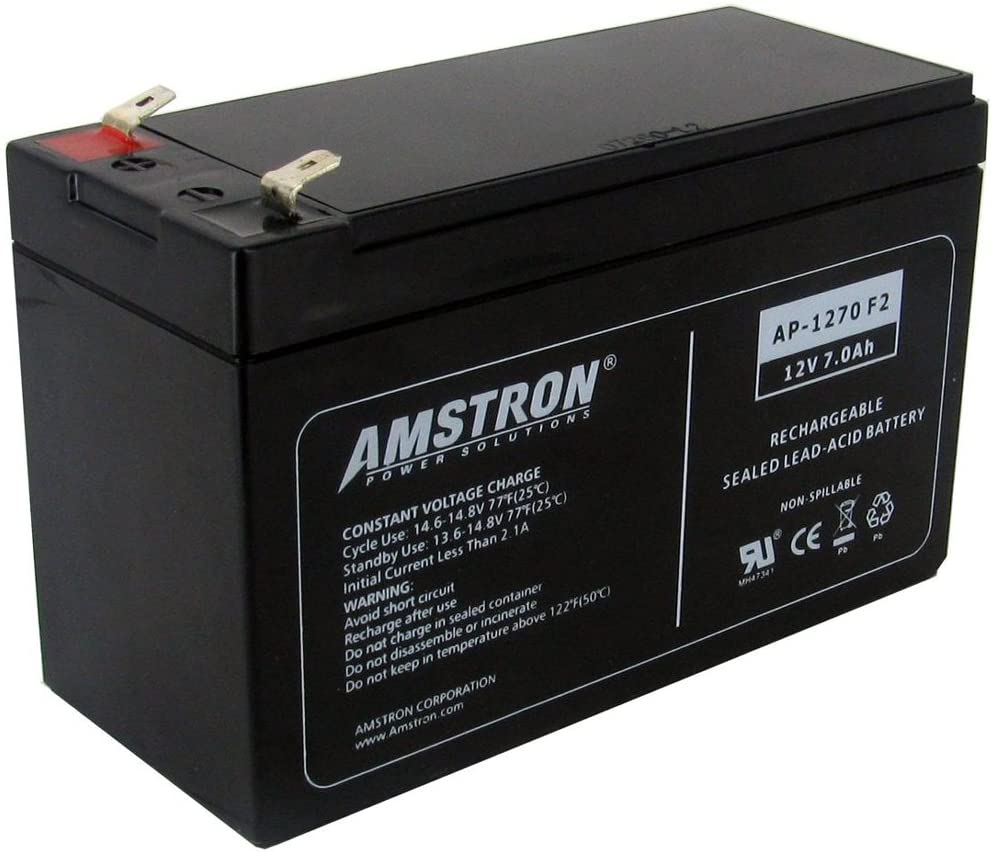 AMSTRON®
POWER SOLUTIONS
CONSTANT VOLTAGE CHARGE
Cycle Use: 14.6-14.8V 77°F(25℃)
Standby Use: 13.6-14.8V 77°F(25℃)
Initial Current Less Than 2.1A
WARNING:
Avoid short circuit
Recharge after use
Do not charge in sealed container
Do not disassemble or incinerate
Do not keep in temperature above 122°F(50℃)
AMSTRON CORPORATION
www.Amstron.com
AP-1270 F2
12V 7.0Ah
RECHARGEABLE
SEALED LEAD-ACID BATTERY
NON-SPILLABLE
MH47341
CE
Pb
Pb